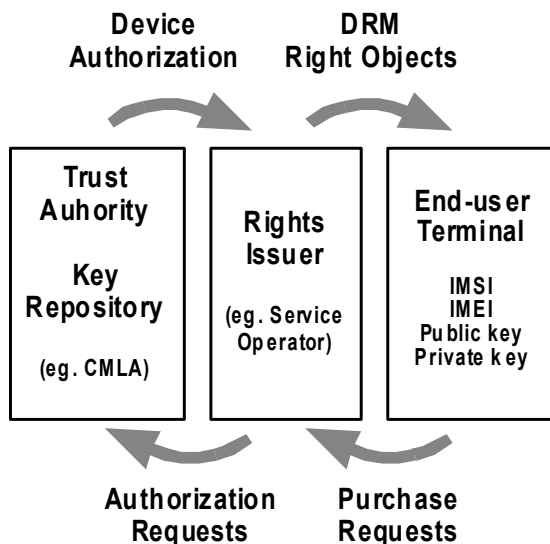 Device
Authorization
DRM
Right Objects
Trust
Auhority
Key
Repository
(eg. CMLA)
Rights
Issuer
(eg. Service
Operator)
End-user
Terminal
IMSI
IMEI
Public key
Private key
Authorization
Requests
Purchase
Requests